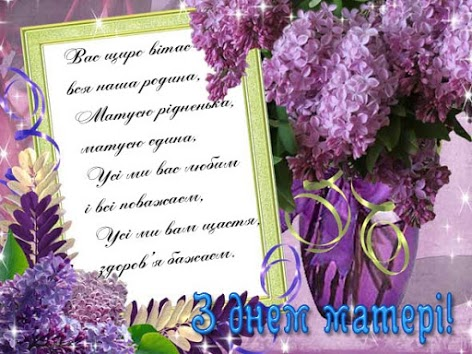 Вас щиро вітає
вся наша родина,
Матусю рідненька,
матусю єдина,
Усі ми вас любим
і всі поважаєм,
Усі ми вам щастя,
здоров'я бажаєм.
З днем матері!